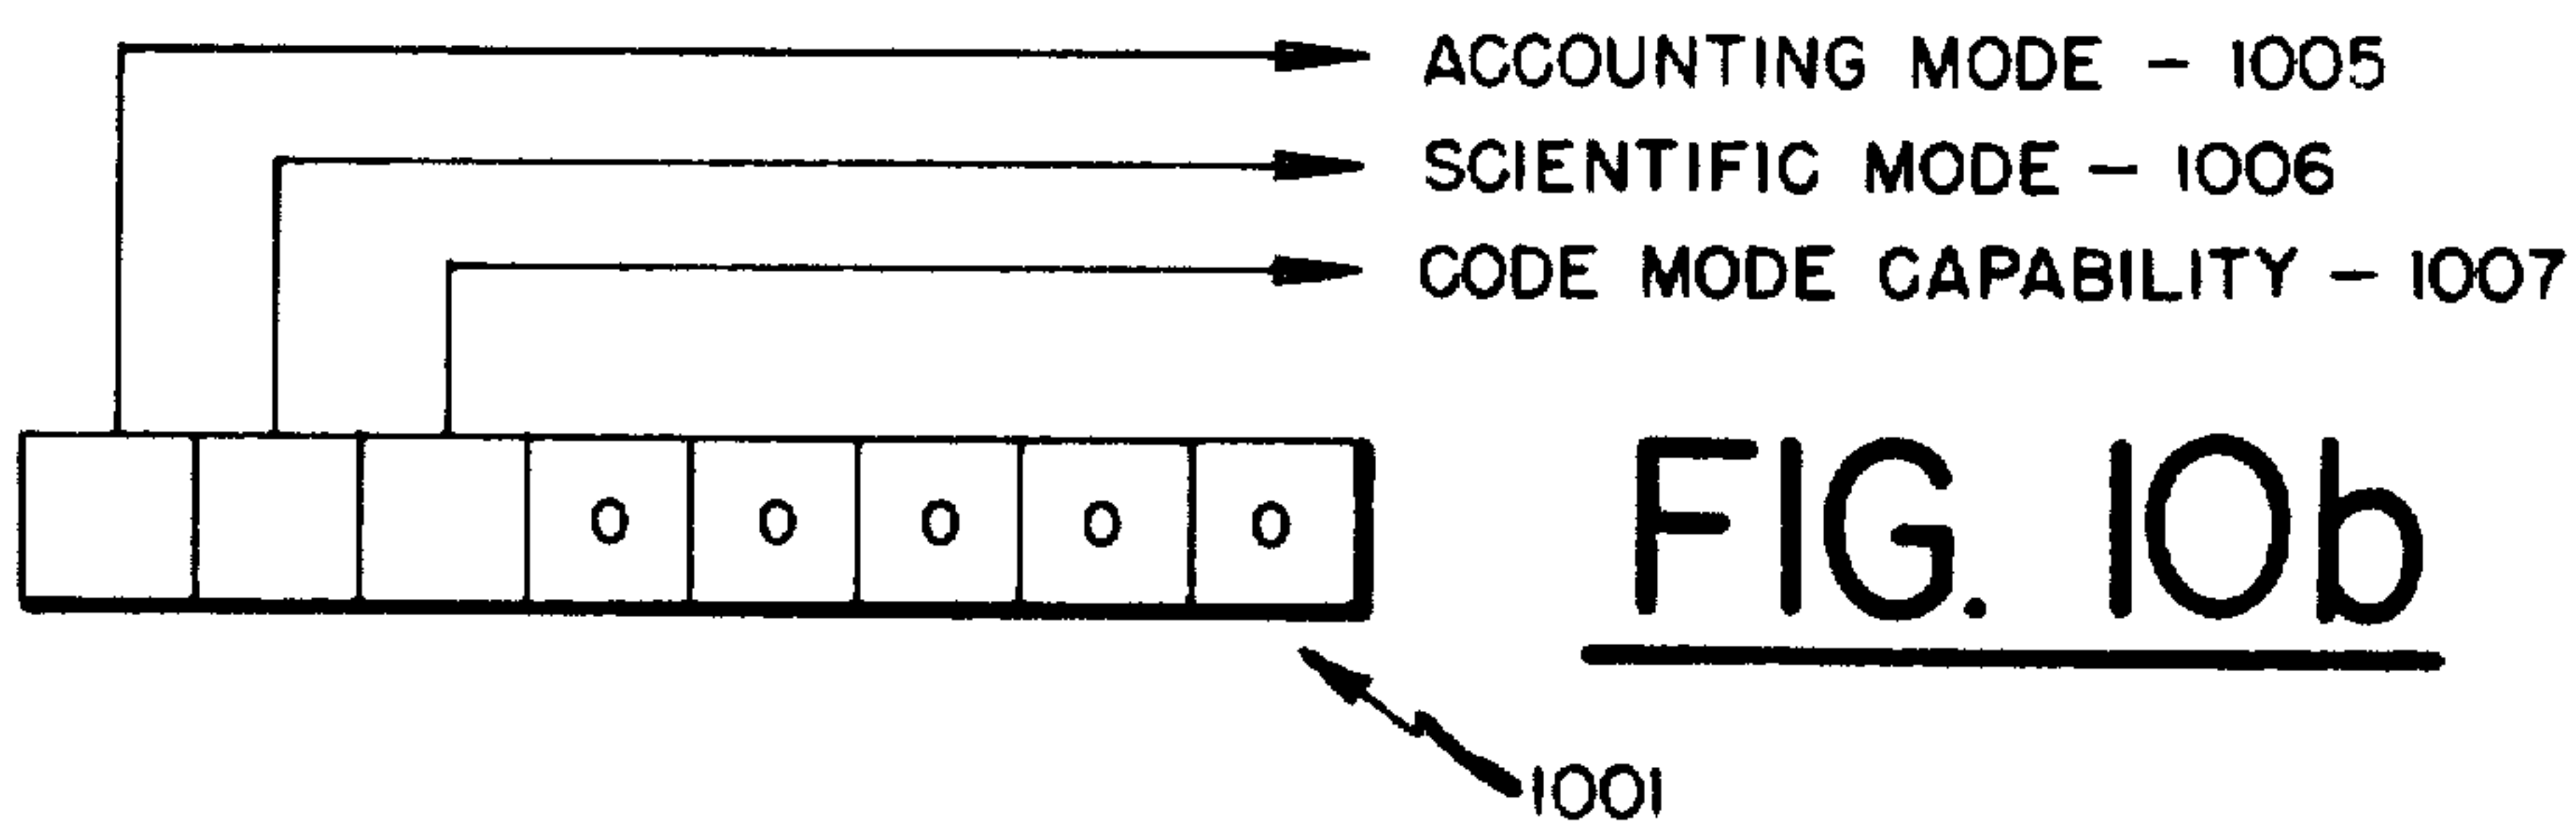 ACCOUNTING MODE - 1005
SCIENTIFIC MODE - 1006
CODE MODE CAPABILITY - 1007
0 0 0 0 0
FIG. 10b
1001